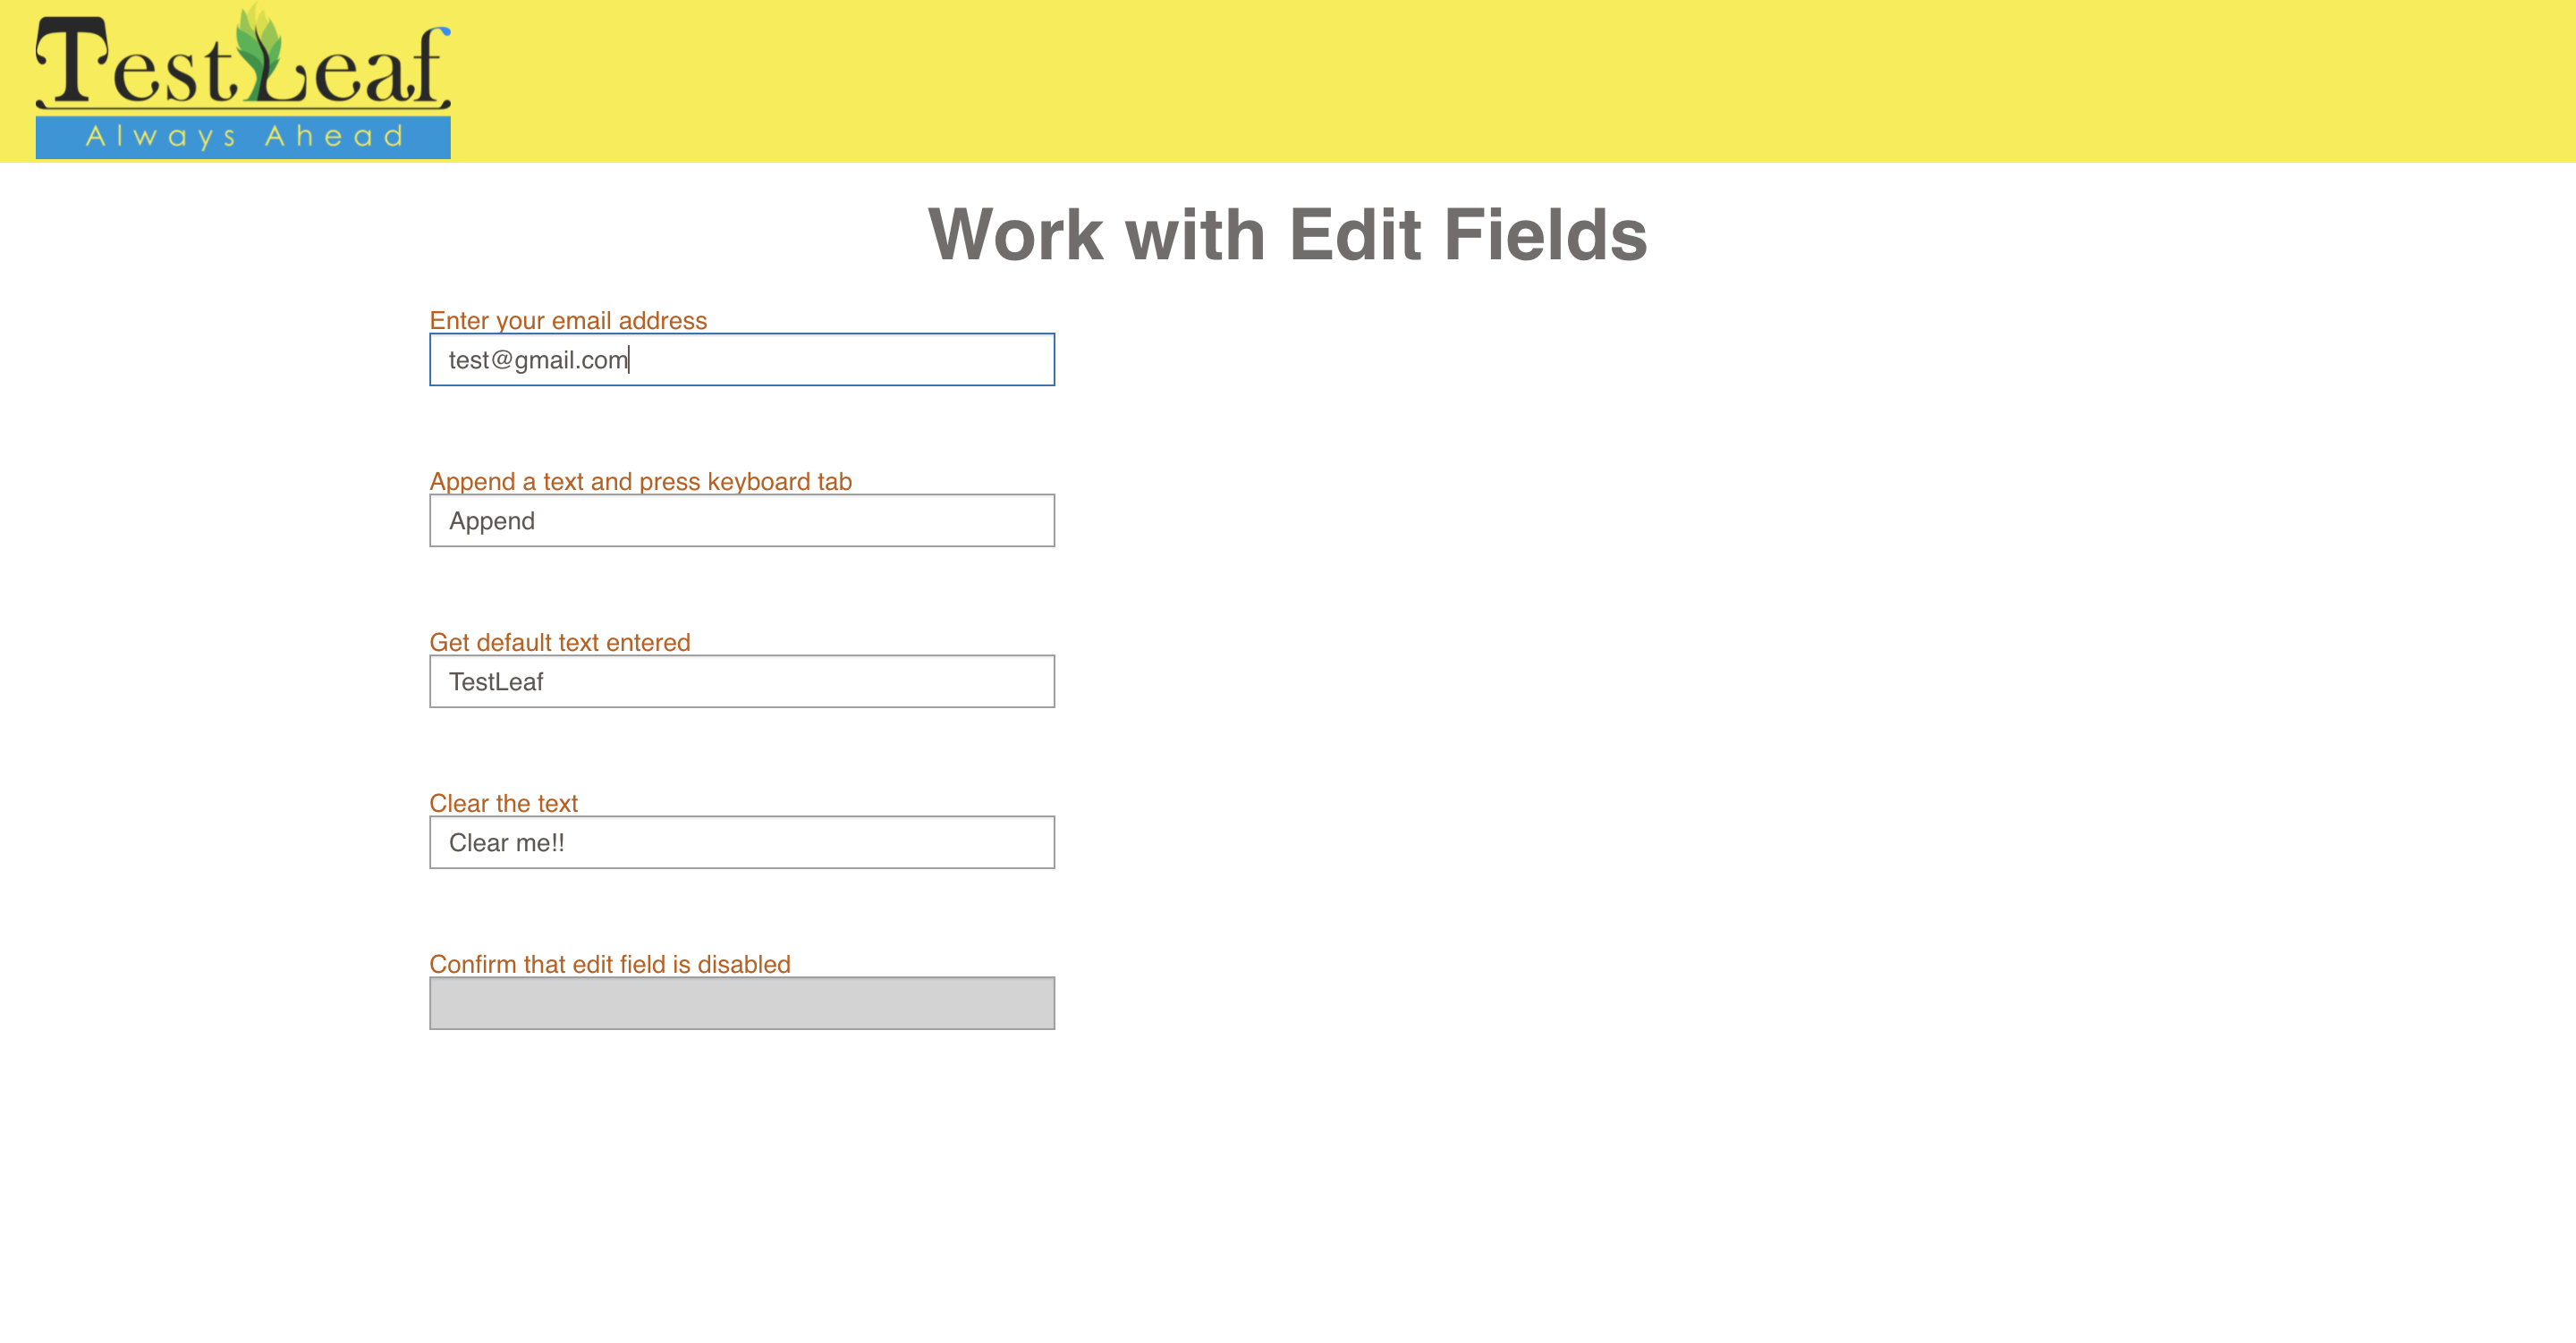 TestLeaf
Always Ahead
Work with Edit Fields
Enter your email address
test@gmail.com
Append a text and press keyboard tab
Append
Get default text entered
TestLeaf
Clear the text
Clear me!!
Confirm that edit field is disabled